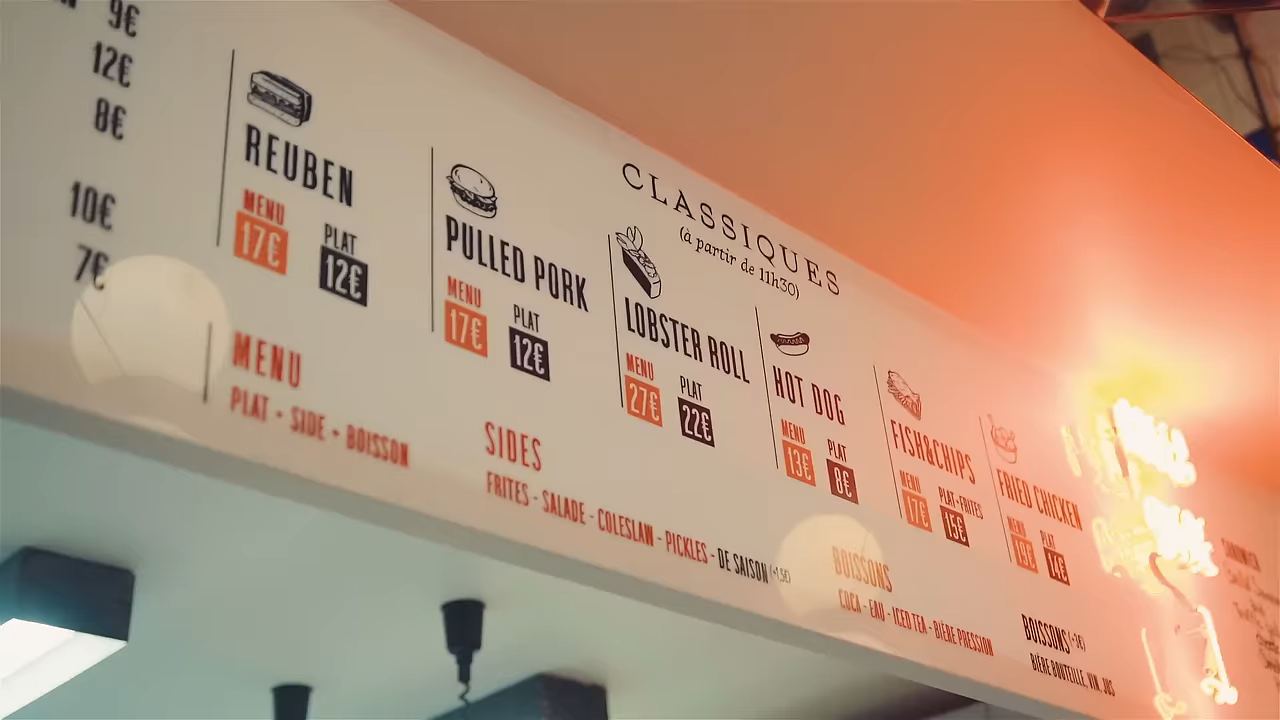 9€
12€
8€
10€
7€
CLASSIQUES
(à partir de 11h30)
REUBEN
MENU PLAT
17€ 12€
PULLED PORK
MENU PLAT
17€ 12€
LOBSTER ROLL
MENU PLAT
27€ 22€
HOT DOG
MENU PLAT
13€ 8€
FISH&CHIPS
MENU PLAT+FRITES
17€ 15€
FRIED CHICKEN
MENU PLAT
19€ 14€
MENU
PLAT + SIDE + BOISSON
SIDES
FRITES - SALADE - COLESLAW - PICKLES - DE SAISON
BOISSONS
COCA - EAU - ICED TEA - BIÈRE PRESSION
BOISSONS
BIÈRE BOUTEILLE, VIN, JUS